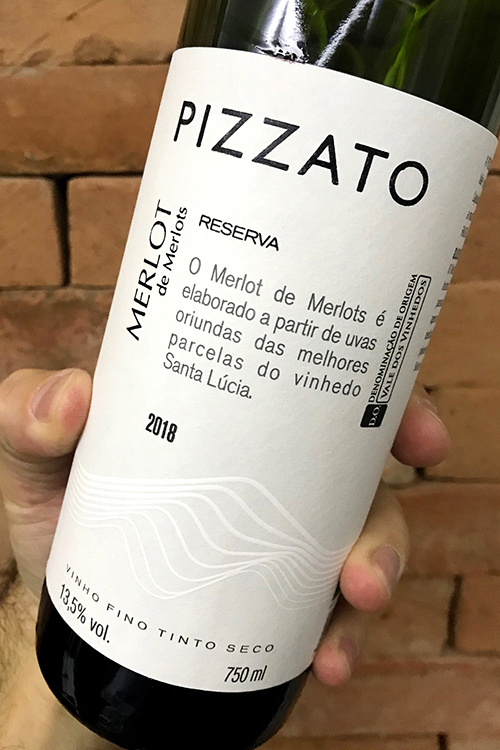 PIZZATO
MERLOT
de Merlots
RESERVA
O Merlot de Merlots é
elaborado a partir de uvas
oriundas das melhores
parcelas do vinhedo
Santa Lúcia.
D.O. DENOMINAÇÃO DE ORIGEM
VALE DOS VINHEDOS
2018
VINHO FINO TINTO SECO
13,5% vol.
750 ml